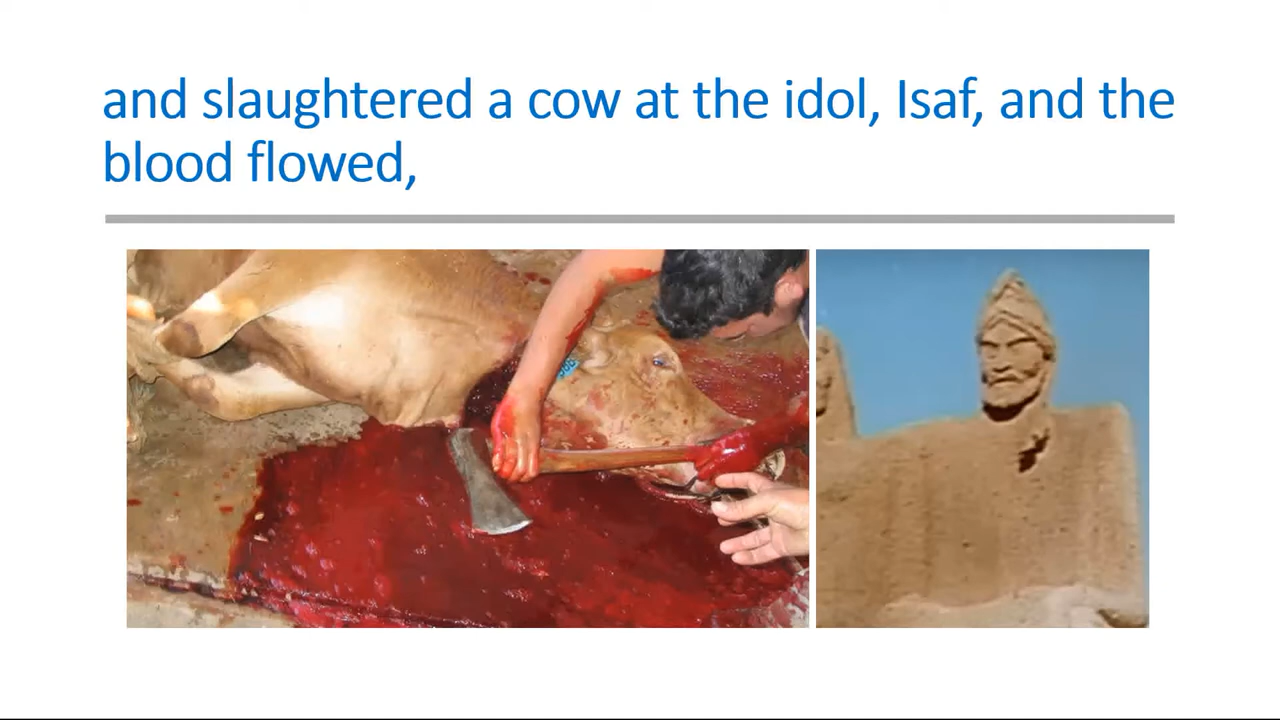 and slaughtered a cow at the idol, Isaf, and the
blood flowed,